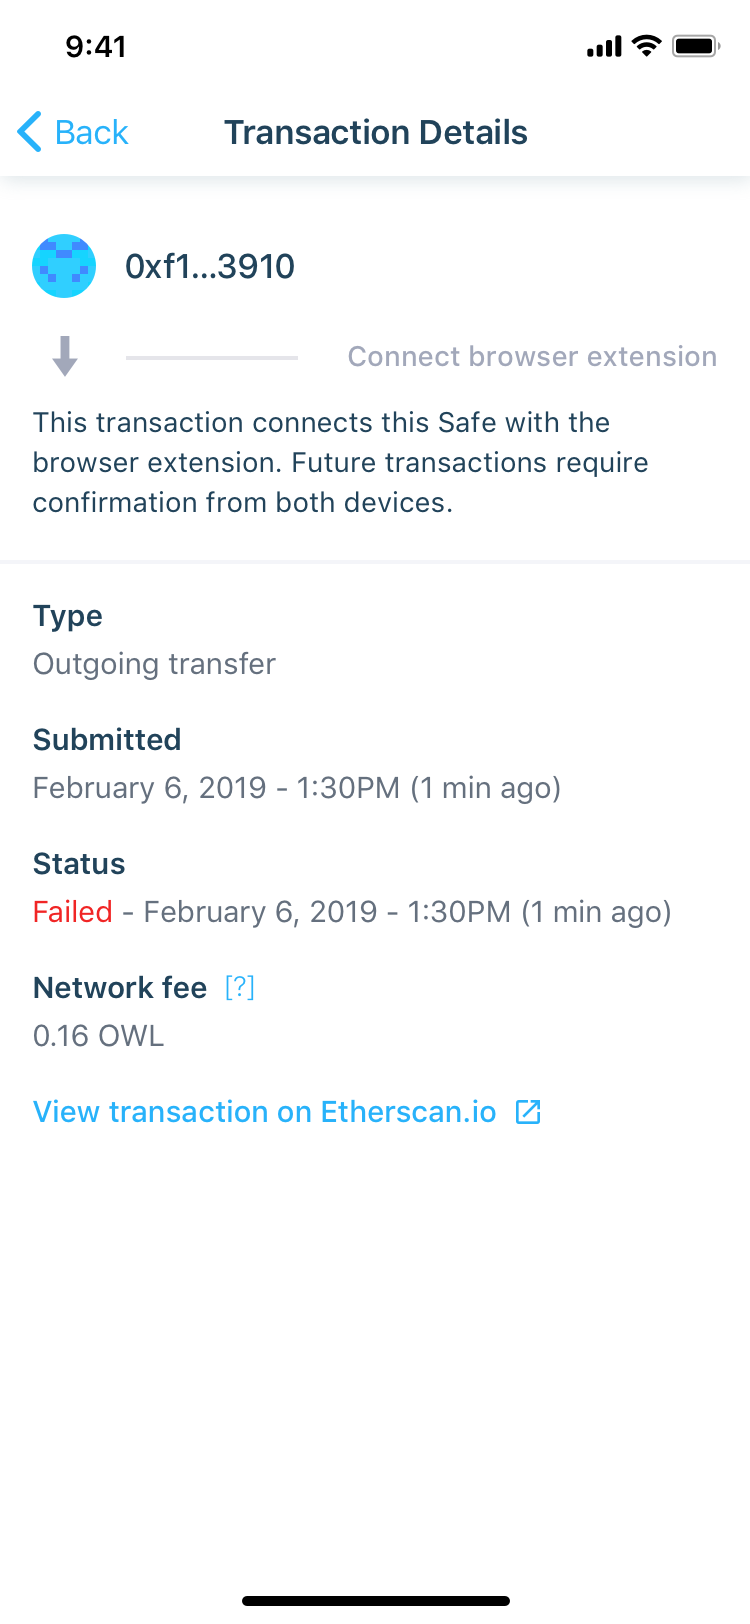 9:41
Back
Transaction Details
0xf1...3910
Connect browser extension
This transaction connects this Safe with the
browser extension. Future transactions require
confirmation from both devices.
Type
Outgoing transfer
Submitted
February 6, 2019 - 1:30PM (1 min ago)
Status
Failed - February 6, 2019 - 1:30PM (1 min ago)
Network fee [?]
0.16 OWL
View transaction on Etherscan.io